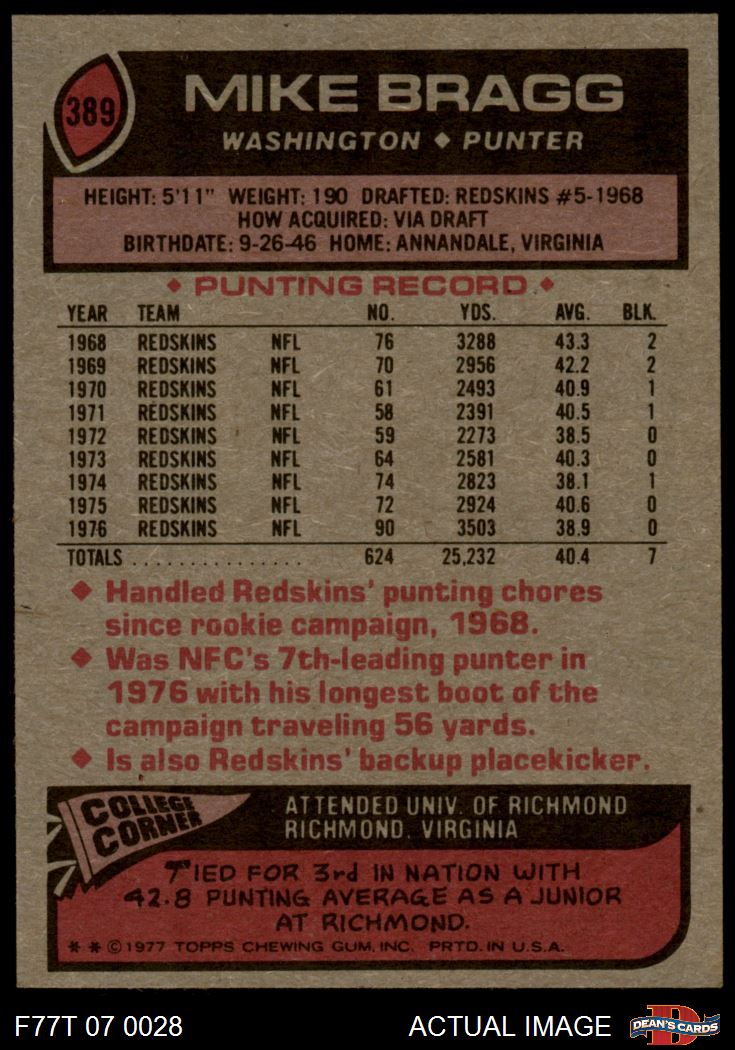 389
MIKE BRAGG
WASHINGTON ♦ PUNTER
HEIGHT: 5'11" WEIGHT: 190 DRAFTED: REDSKINS #5-1968
HOW ACQUIRED: VIA DRAFT
BIRTHDATE: 9-26-46 HOME: ANNANDALE, VIRGINIA
♦ PUNTING RECORD ♦
YEAR TEAM NO. YDS. AVG. BLK.
1968 REDSKINS NFL 76 3288 43.3 2
1969 REDSKINS NFL 70 2956 42.2 2
1970 REDSKINS NFL 61 2493 40.9 1
1971 REDSKINS NFL 58 2391 40.5 1
1972 REDSKINS NFL 59 2273 38.5 0
1973 REDSKINS NFL 64 2581 40.3 0
1974 REDSKINS NFL 74 2823 38.1 1
1975 REDSKINS NFL 72 2924 40.6 0
1976 REDSKINS NFL 90 3503 38.9 0
TOTALS . . . . . . . . . . . . . . . . 624 25,232 40.4 7
♦ Handled Redskins' punting chores
since rookie campaign, 1968.
♦ Was NFC's 7th-leading punter in
1976 with his longest boot of the
campaign traveling 56 yards.
♦ Is also Redskins' backup placekicker.
COLLEGE
CORNER
ATTENDED UNIV. OF RICHMOND
RICHMOND, VIRGINIA
TIED FOR 3rd IN NATION WITH
42.8 PUNTING AVERAGE AS A JUNIOR
AT RICHMOND.
* * © 1977 TOPPS CHEWING GUM, INC. PRTD. IN U.S.A.
F77T 07 0028
ACTUAL IMAGE
D
DEAN'S CARDS